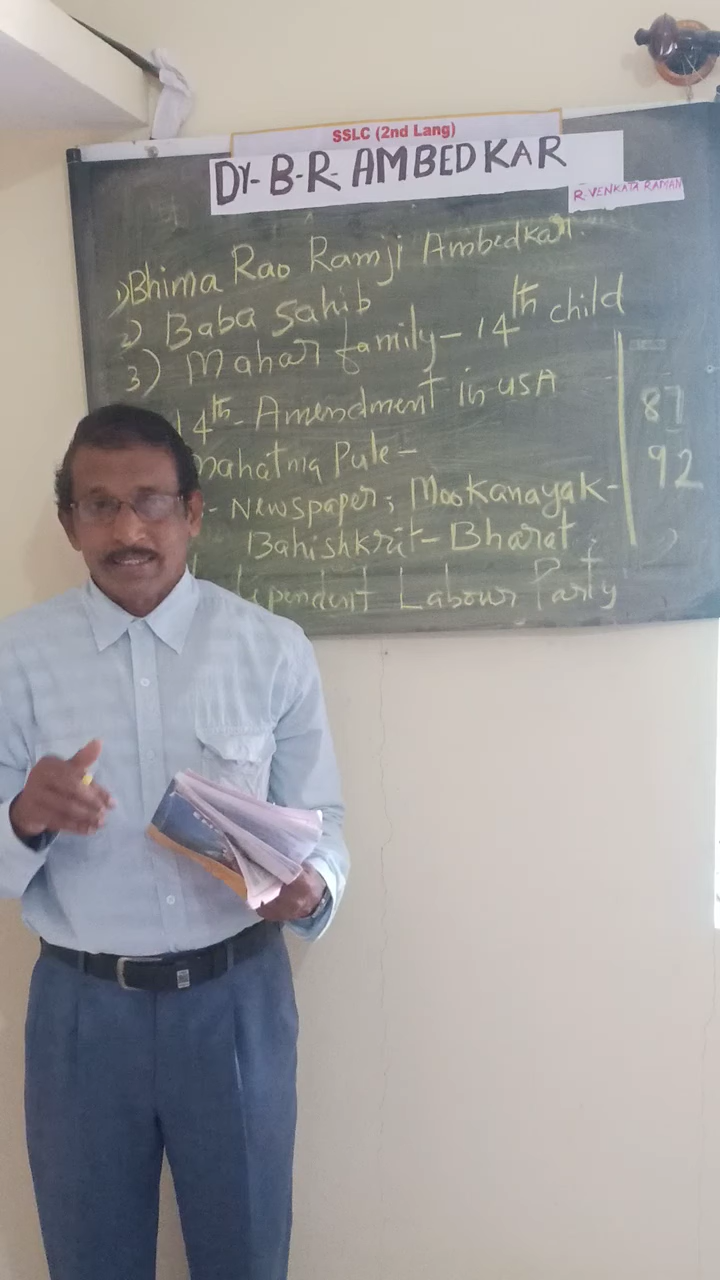 SSLC (2nd Lang)
Dr-B-R-AMBEDKAR
R.VENKATA RAMAN
1) Bhima Rao Ramji Ambedkar.
2) Baba Sahib
3) Mahar family - 14th child
14th - Amendment in USA
Mahatma Pule -
- Newspaper; Mookanayak -
Bahishkrit - Bharat;
Labour Party
87
92